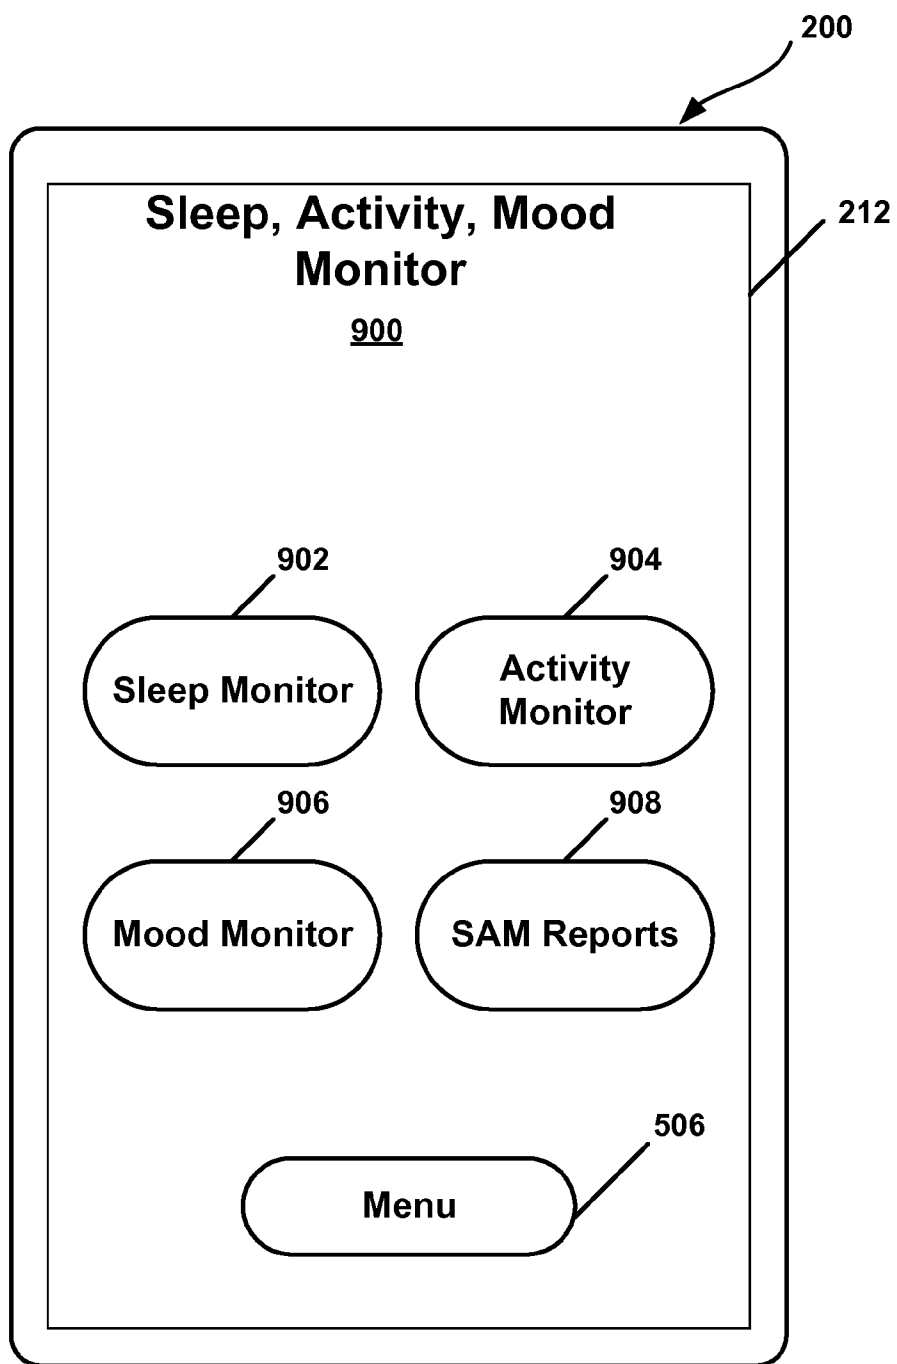 200
212
Sleep, Activity, Mood
Monitor
900
902
904
Sleep Monitor
Activity
Monitor
906
908
Mood Monitor
SAM Reports
506
Menu